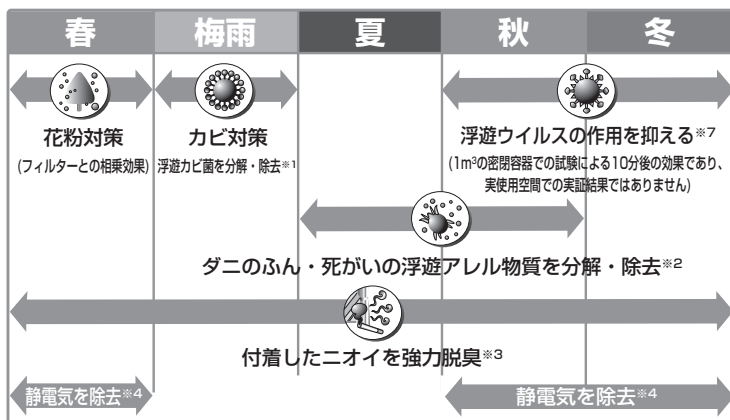 春 梅雨 夏 秋 冬
花粉対策
(フィルターとの相乗効果)
カビ対策
浮遊カビ菌を分解・除去※1
浮遊ウイルスの作用を抑える※7
(1m³の密閉容器での試験による10分後の効果であり、
実使用空間での実証結果ではありません)
ダニのふん・死がいの浮遊アレル物質を分解・除去※2
付着したニオイを強力脱臭※3
静電気を除去※4
静電気を除去※4